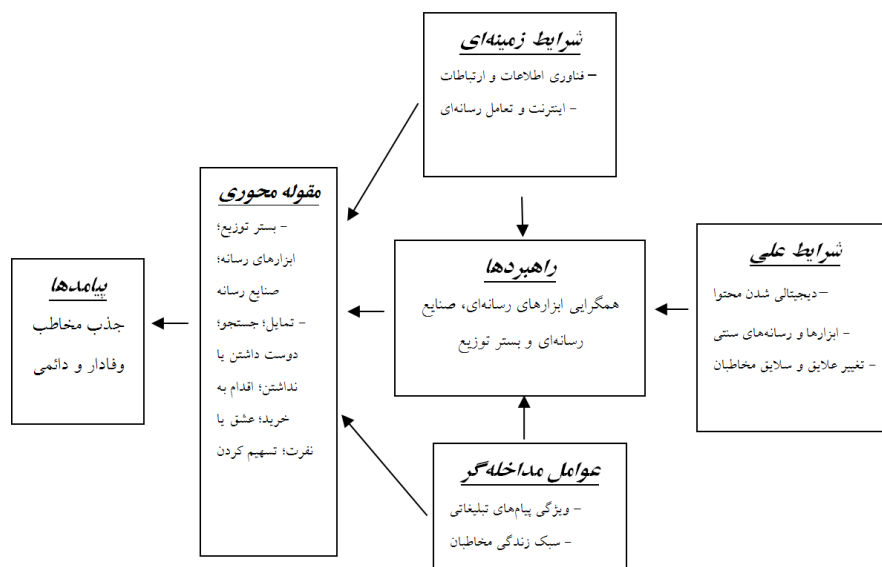 شرایط زمینه‌ای
– فناوری اطلاعات و ارتباطات
– اینترنت و تعامل رسانه‌ای
شرایط علی
– دیجیتالی شدن محتوا
– ابزارها و رسانه‌های سنتی
– تغییر علایق و سلایق مخاطبان
راهبردها
همگرایی ابزارهای رسانه‌ای، صنایع
رسانه‌ای و بستر توزیع
عوامل مداخله‌گر
– ویژگی پیام‌های تبلیغاتی
– سبک زندگی مخاطبان
مقوله محوری
– بستر توزیع؛
ابزارهای رسانه؛
صنایع رسانه
– تمایل؛ جستجو؛
دوست داشتن یا
نداشتن؛ اقدام به
خرید؛ عشق یا
نفرت؛ تسهیم کردن
پیامدها
جذب مخاطب
وفادار و دائمی